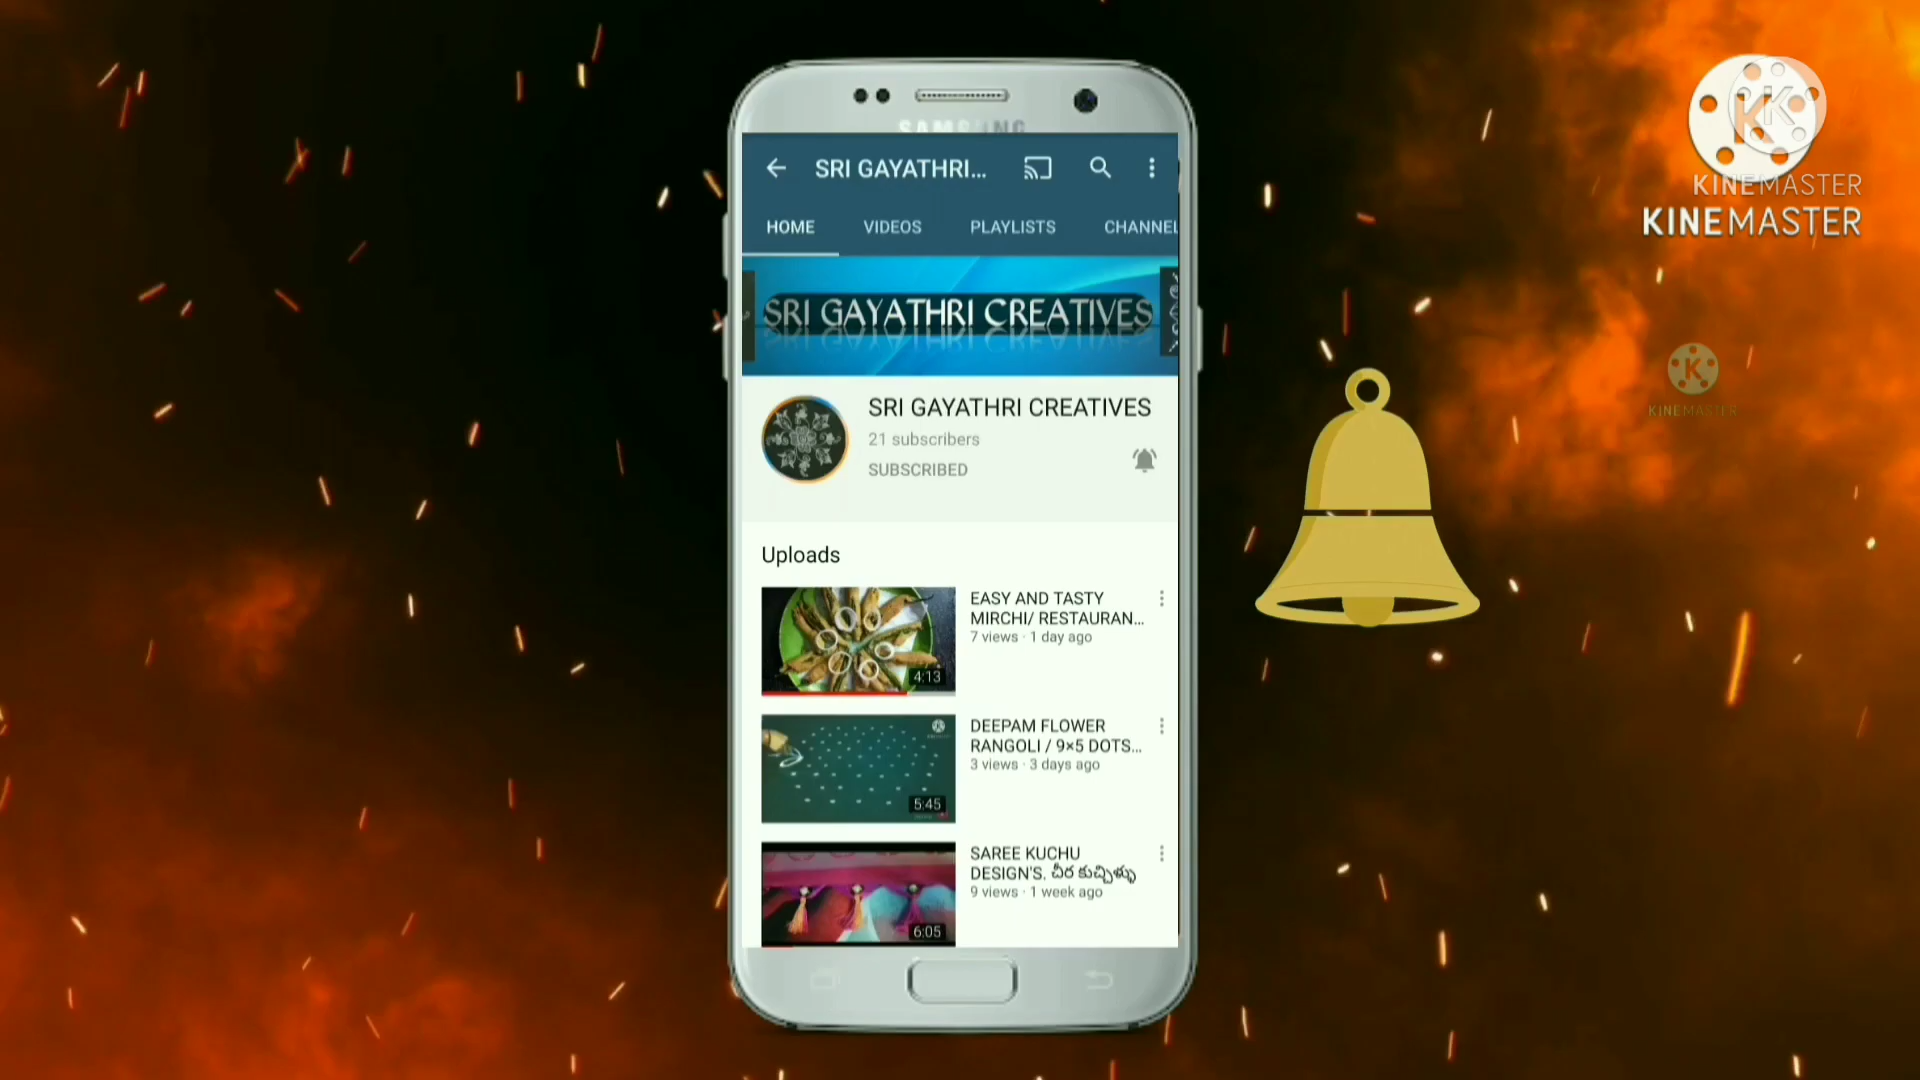 SAMSUNG
SRI GAYATHRI...
HOME VIDEOS PLAYLISTS CHANNEL
SRI GAYATHRI CREATIVES
SRI GAYATHRI CREATIVES
21 subscribers
SUBSCRIBED
Uploads
EASY AND TASTY
MIRCHI/ RESTAURAN...
7 views · 1 day ago
4:13
DEEPAM FLOWER
RANGOLI / 9×5 DOTS...
3 views · 3 days ago
5:45
SAREE KUCHU
DESIGN'S. చీర కుచ్చిళ్ళు
9 views · 1 week ago
6:05
K
K
KINEMASTER
KINEMASTER
K
KINEMASTER